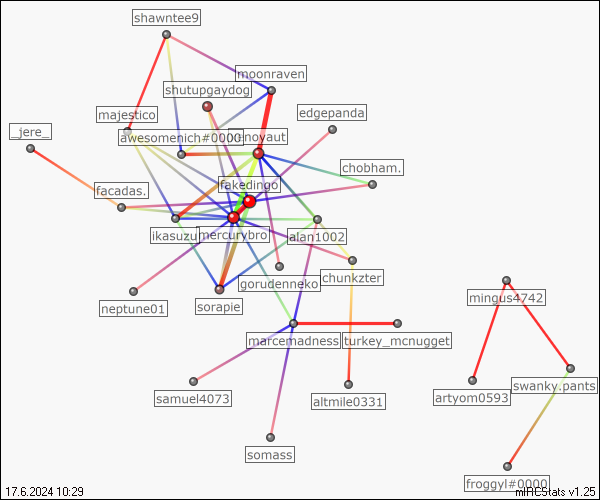 shawntee9
moonraven
shutupgaydog
majestico
edgepanda
_jere_
awesomenich#0000
enoyaut
chobham.
fakedingo
facadas.
ikasuzu
mercurybro
alan1002
gorudenneko
chunkzter
neptune01
sorapie
mingus4742
marcemadness
turkey_mcnugget
samuel4073
altmile0331
artyom0593
swanky.pants
somass
froggyl#0000
17.6.2024 10:29
mIRCStats v1.25